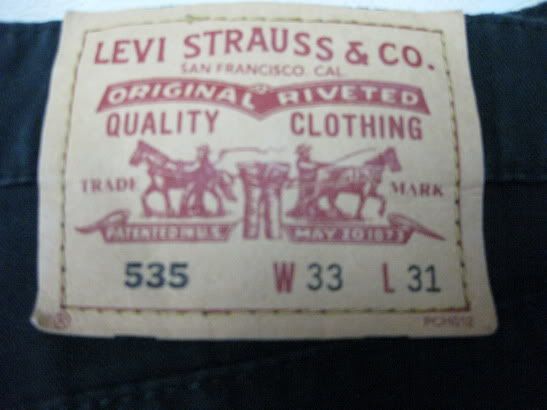 LEVI STRAUSS & CO.
SAN FRANCISCO. CAL.
ORIGINAL RIVETED
QUALITY CLOTHING
TRADE MARK
PATENTED IN U.S. MAY 20 1873
535 W 33 L 31
®